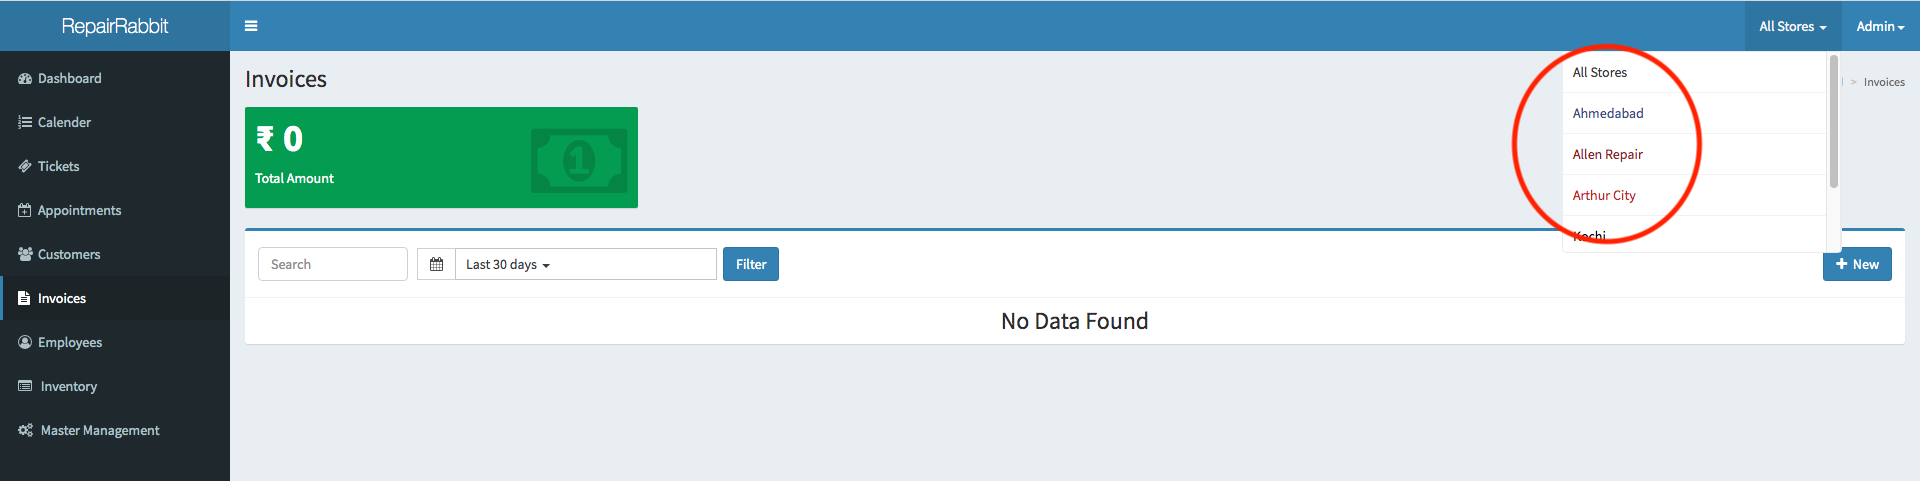 RepairRabbit
All Stores
Admin
Dashboard
Calender
Tickets
Appointments
Customers
Invoices
Employees
Inventory
Master Management
Invoices
> Invoices
₹ 0
Total Amount
All Stores
Ahmedabad
Allen Repair
Arthur City
Kochi
Search
Last 30 days
Filter
+ New
No Data Found